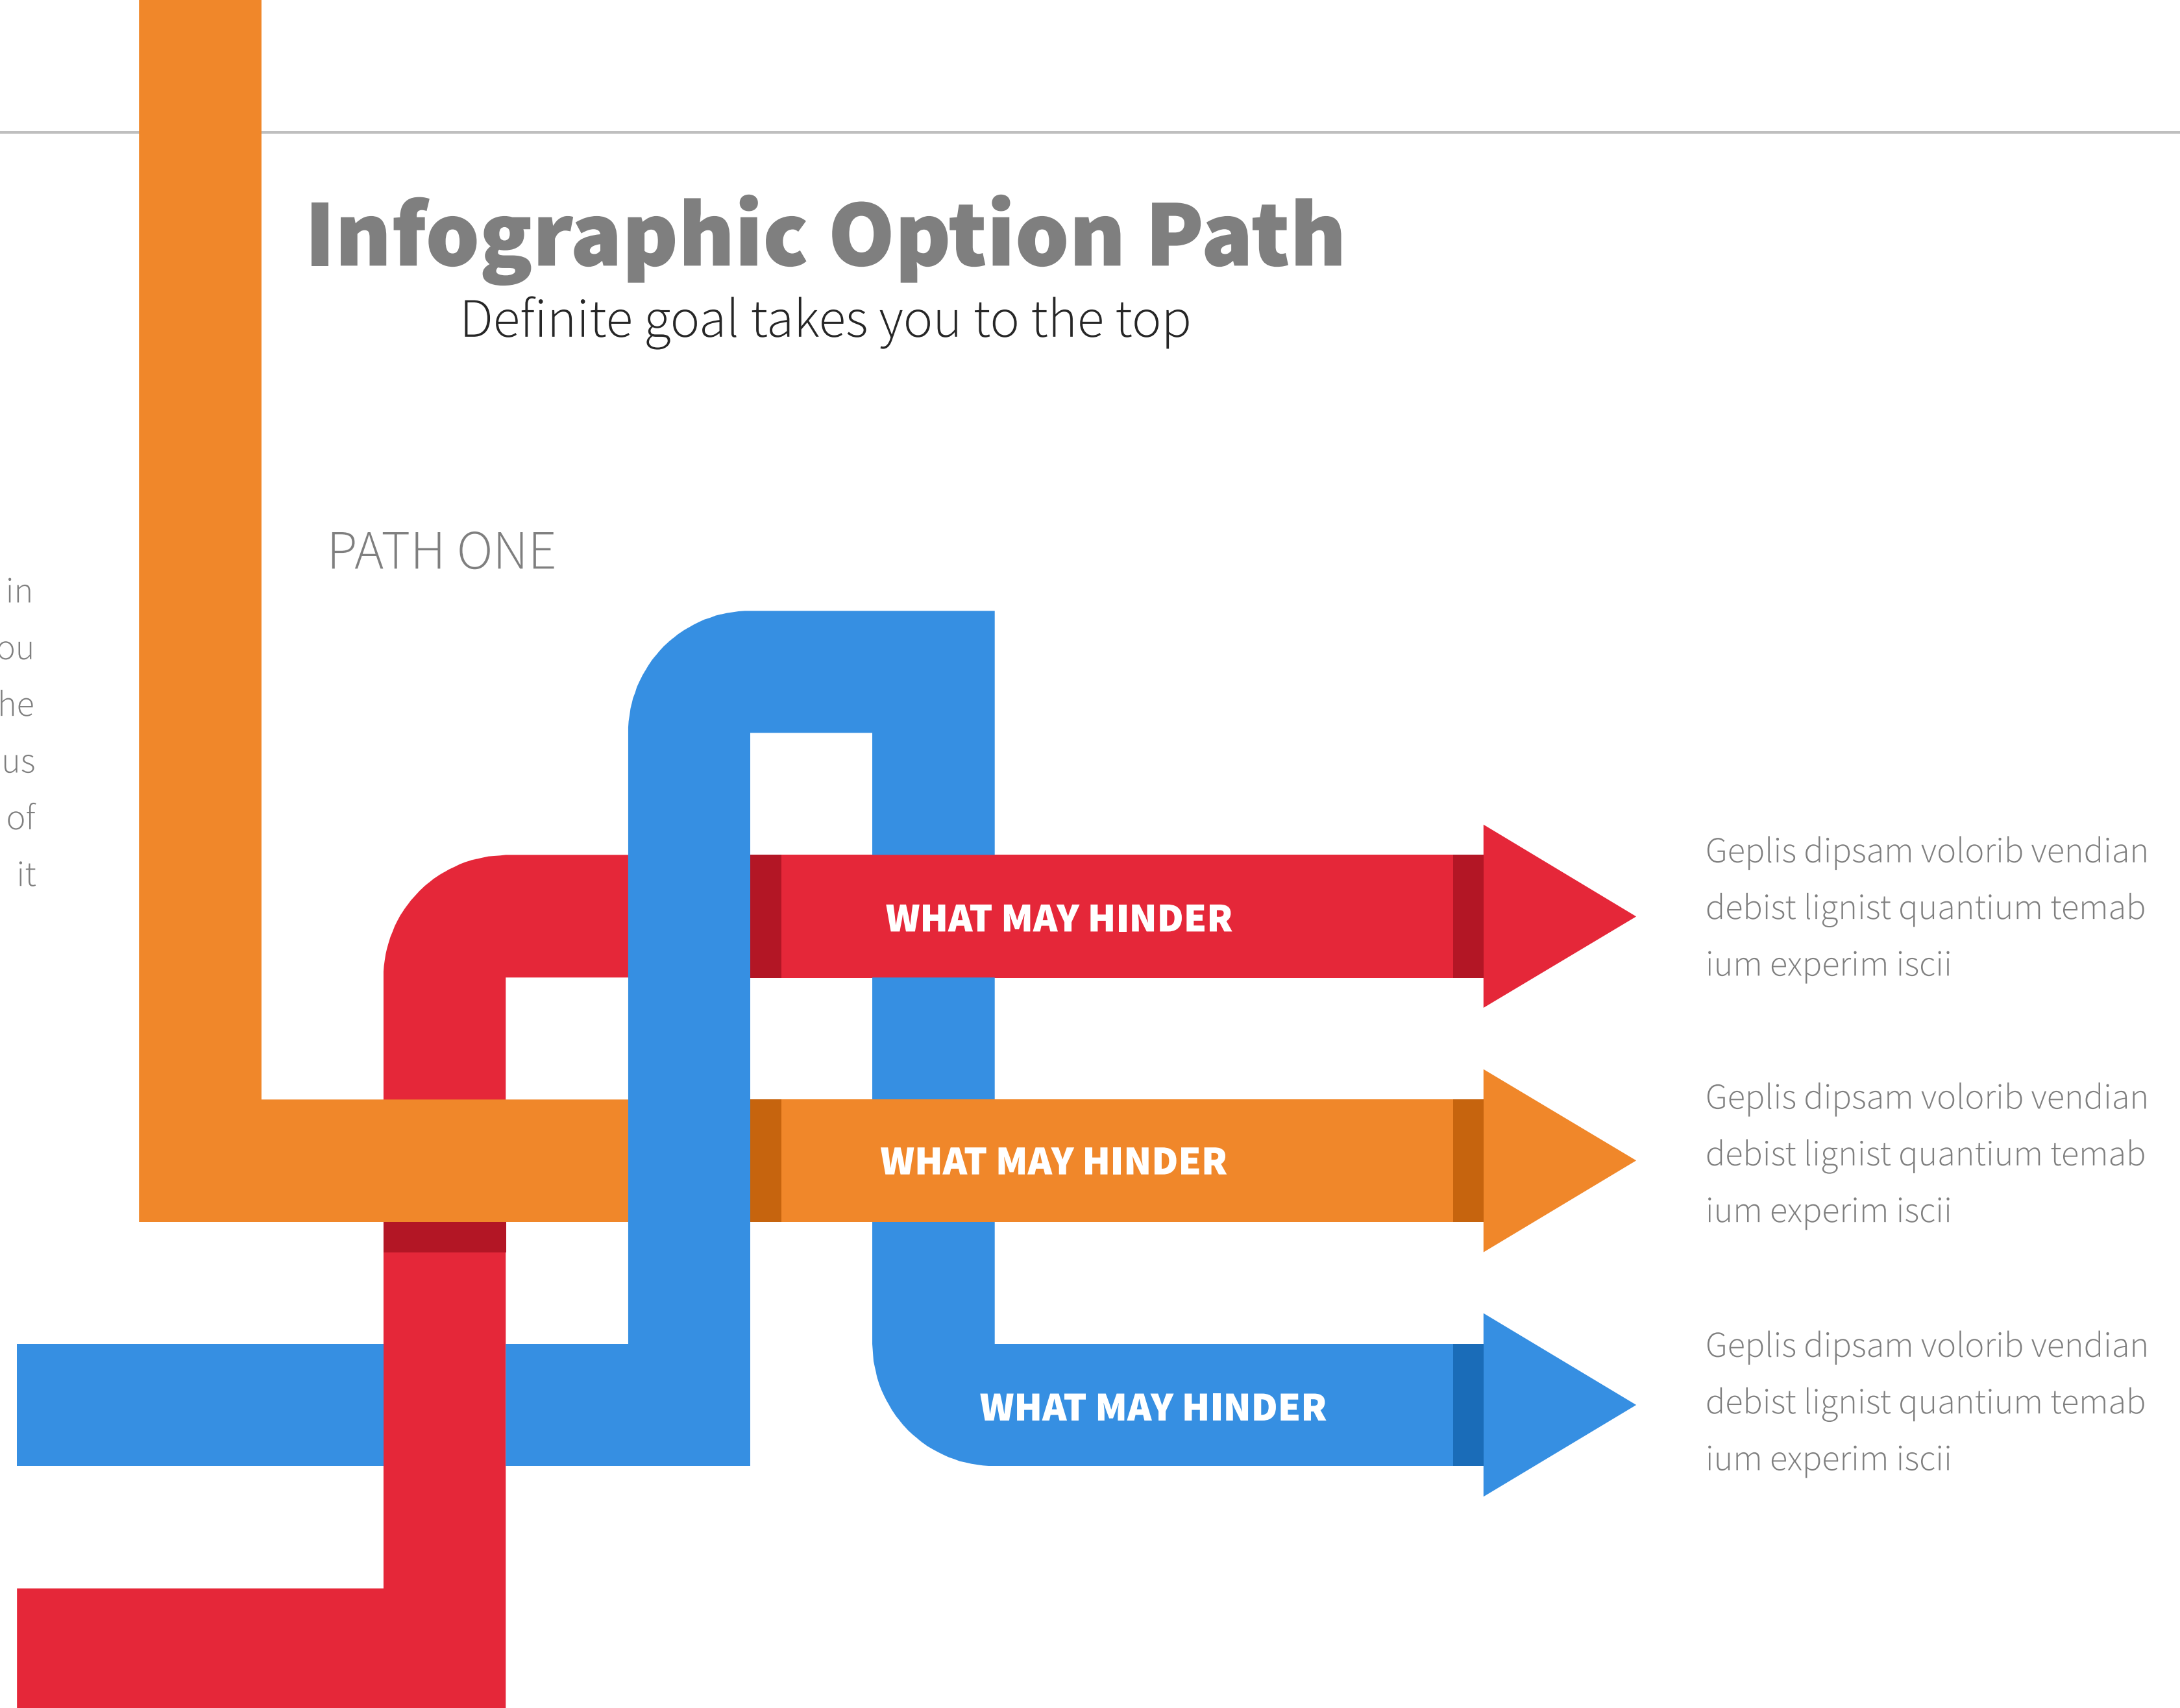 Infographic Option Path
Definite goal takes you to the top
PATH ONE
in
ou
he
us
of
it
WHAT MAY HINDER
Geplis dipsam volorib vendian
debist lignist quantium temab
ium experim iscii
WHAT MAY HINDER
Geplis dipsam volorib vendian
debist lignist quantium temab
ium experim iscii
WHAT MAY HINDER
Geplis dipsam volorib vendian
debist lignist quantium temab
ium experim iscii